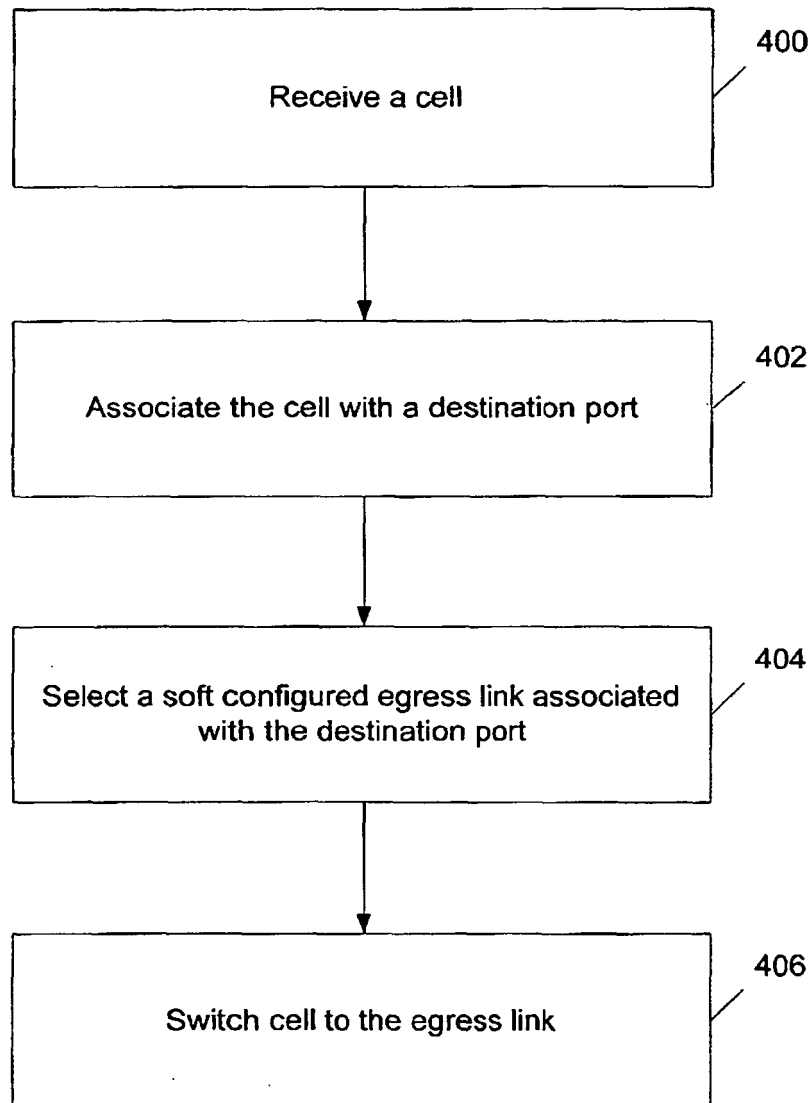 400
Receive a cell
402
Associate the cell with a destination port
404
Select a soft configured egress link associated
with the destination port
406
Switch cell to the egress link